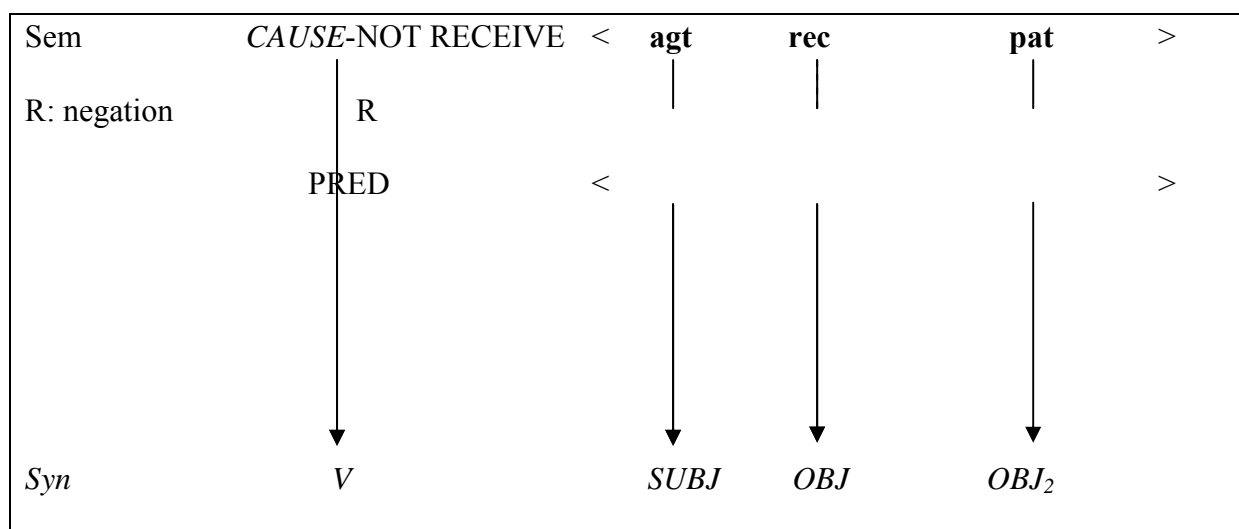 Sem CAUSE-NOT RECEIVE < agt rec pat >
R: negation R
PRED < >
Syn V SUBJ OBJ OBJ₂